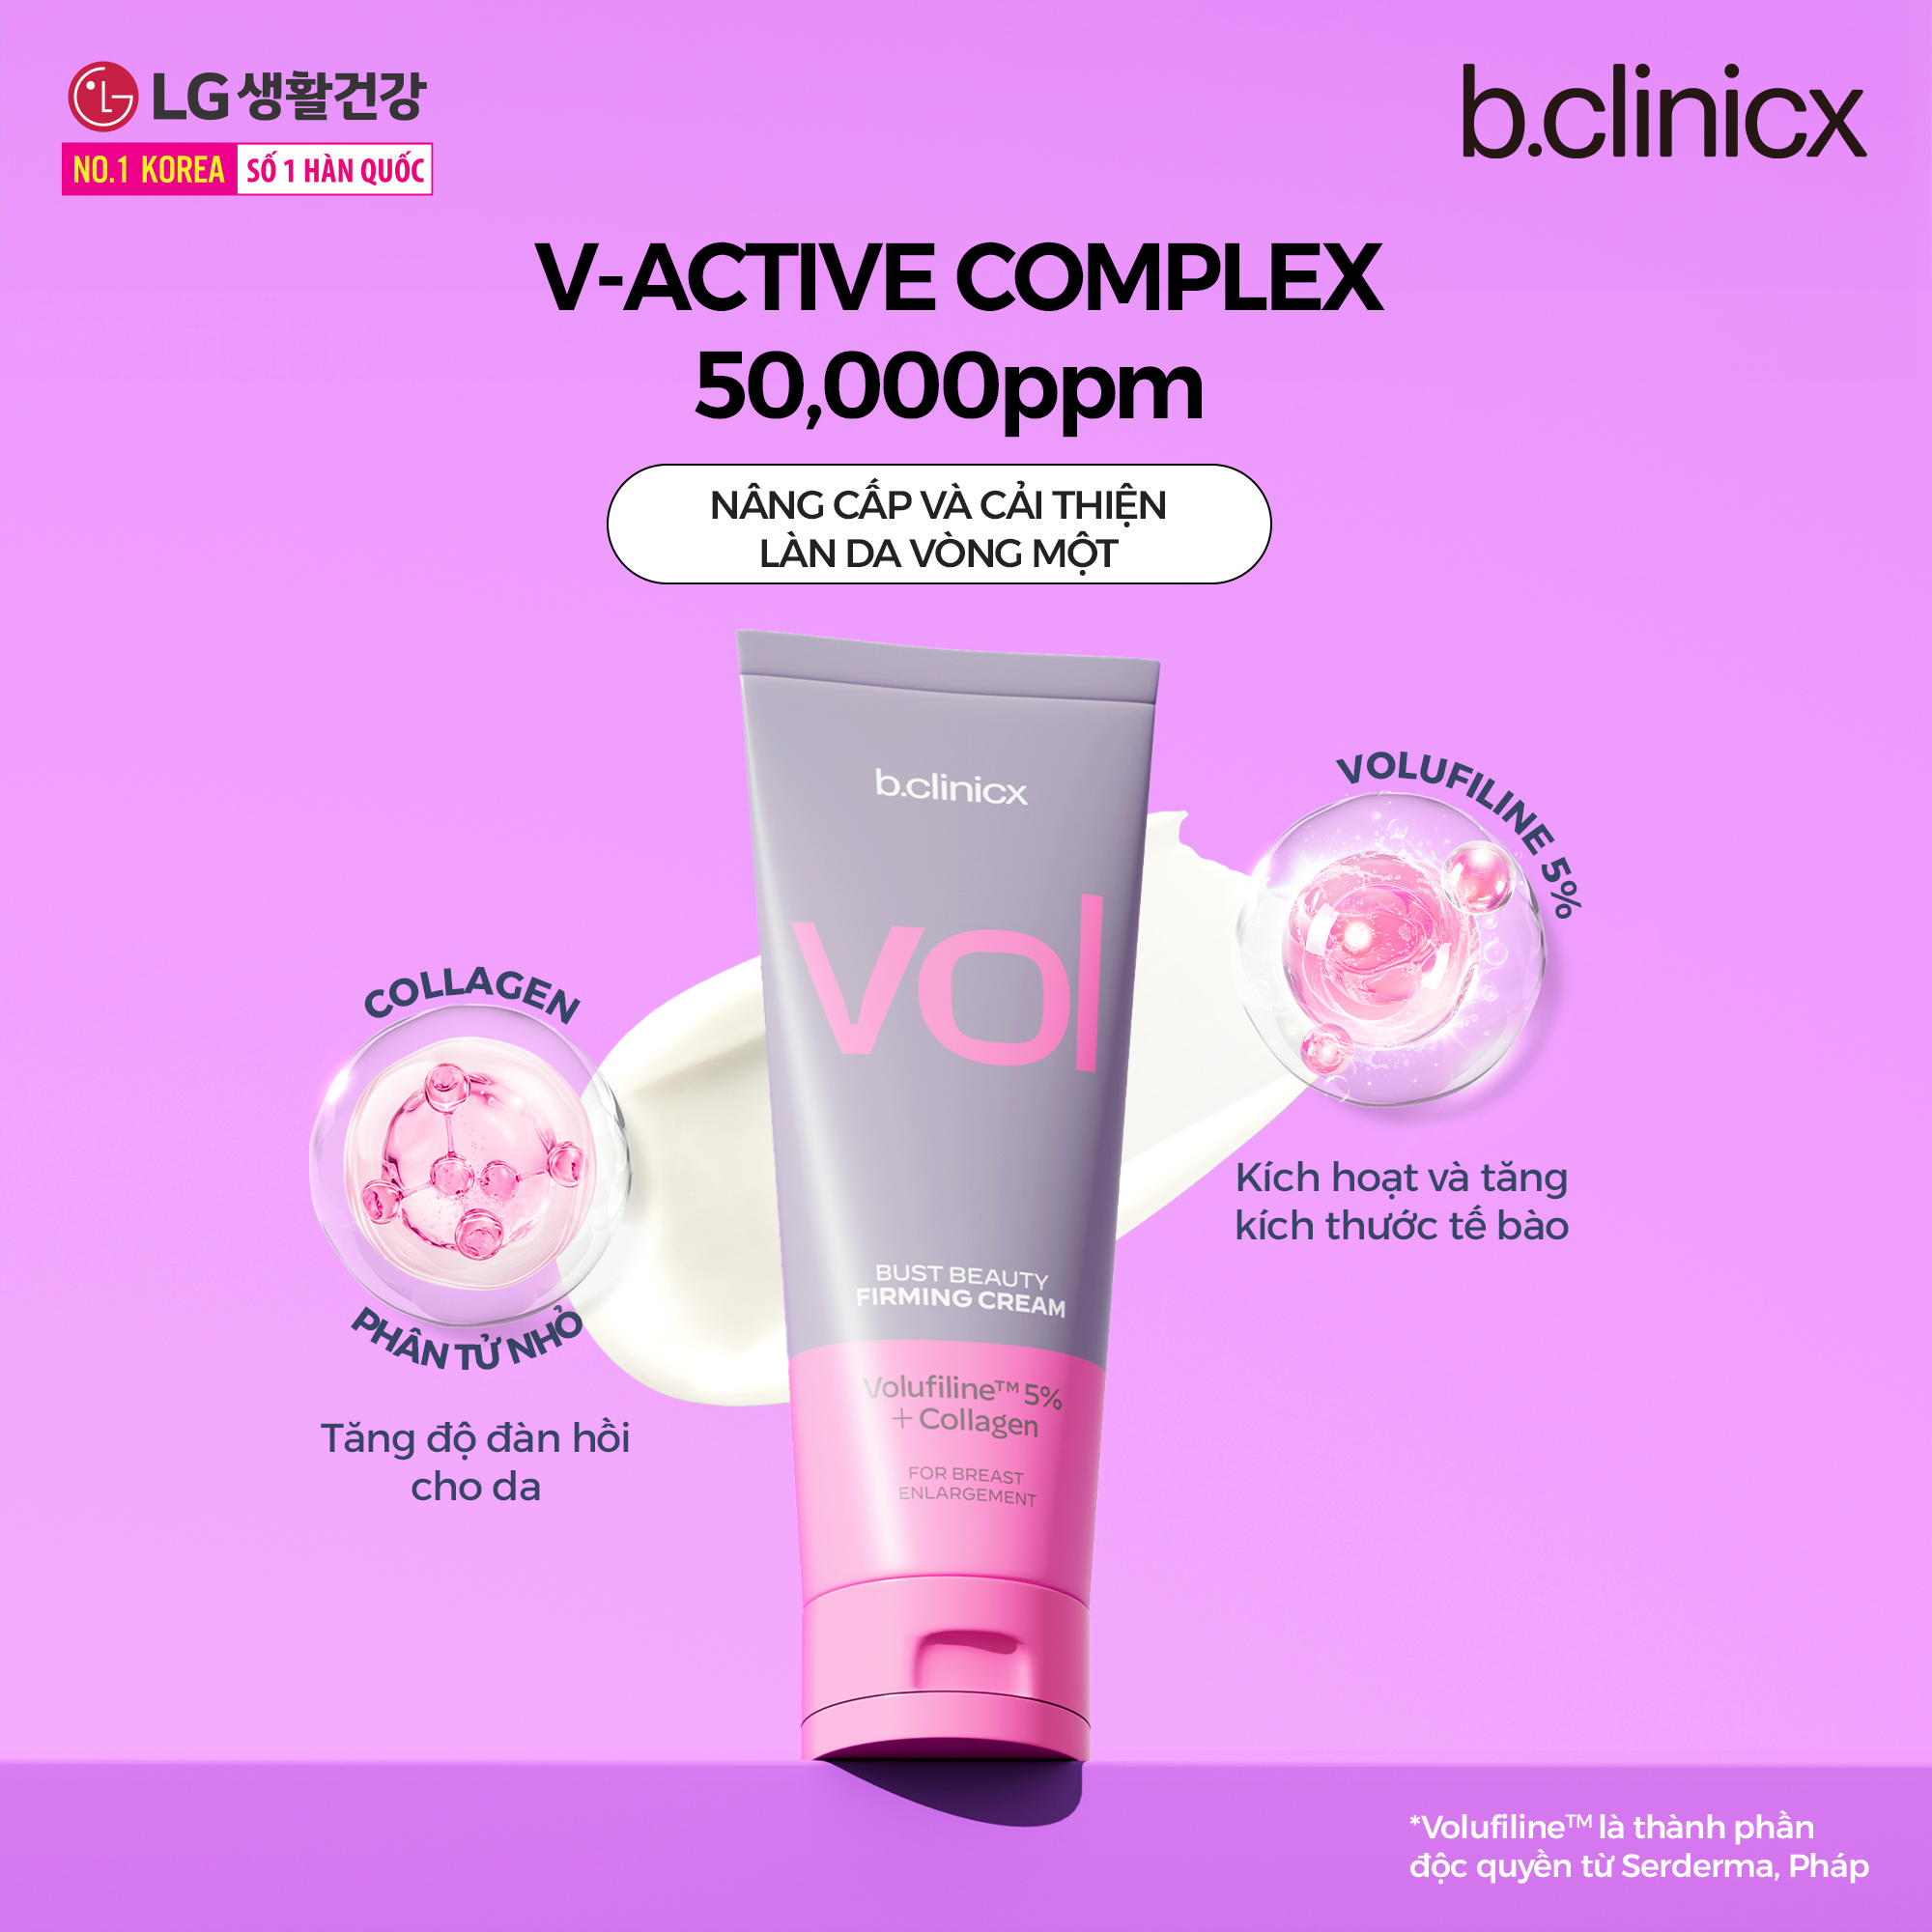 LG생활건강
NO.1 KOREA SỐ 1 HÀN QUỐC
b.clinicx
V-ACTIVE COMPLEX
50,000ppm
NÂNG CẤP VÀ CẢI THIỆN
LÀN DA VÒNG MỘT
b.clinicx
vol
BUST BEAUTY
FIRMING CREAM
Volufiline™ 5%
+ Collagen
FOR BREAST
ENLARGEMENT
COLLAGEN
PHÂN TỬ NHỎ
Tăng độ đàn hồi
cho da
VOLUFILINE 5%
Kích hoạt và tăng
kích thước tế bào
*Volufiline™ là thành phần
độc quyền từ Serderma, Pháp